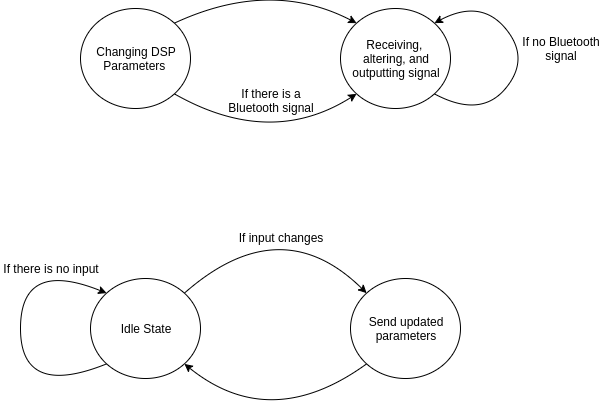 Changing DSP
Parameters
Receiving,
altering, and
outputting signal
If no Bluetooth
signal
If there is a
Bluetooth signal
If input changes
If there is no input
Idle State
Send updated
parameters